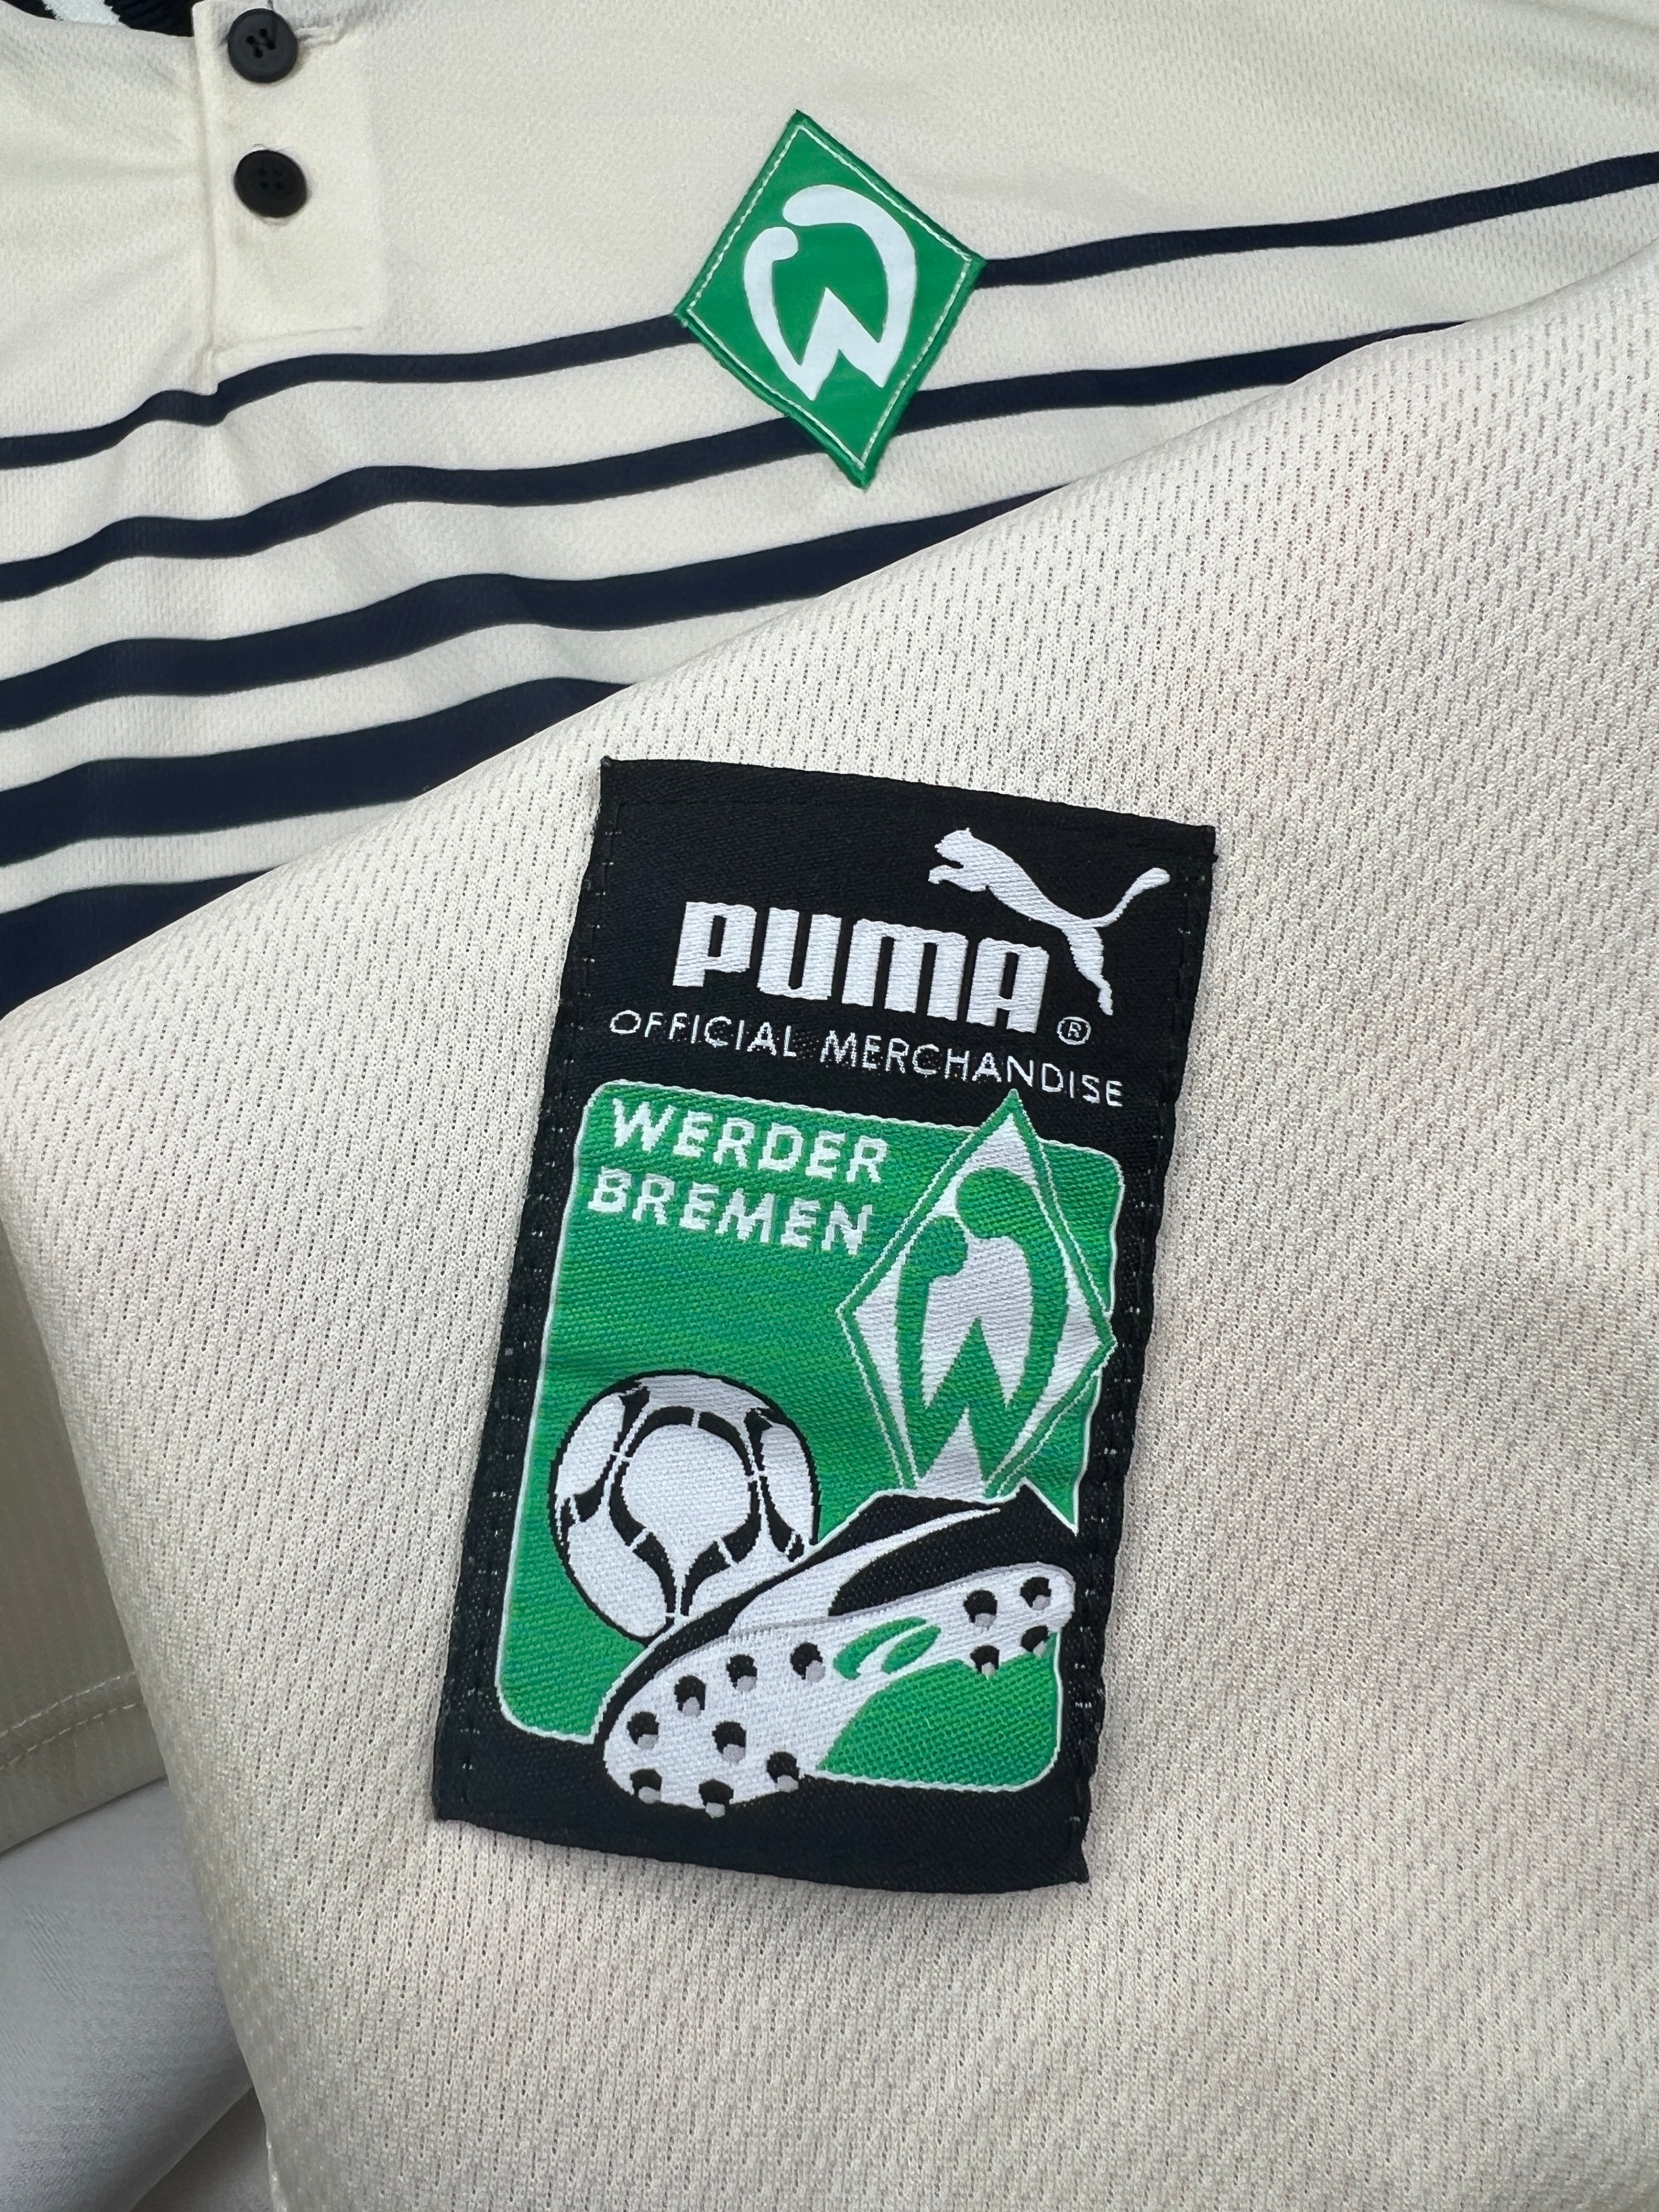 PUMA®
OFFICIAL MERCHANDISE
WERDER
BREMEN
W
W